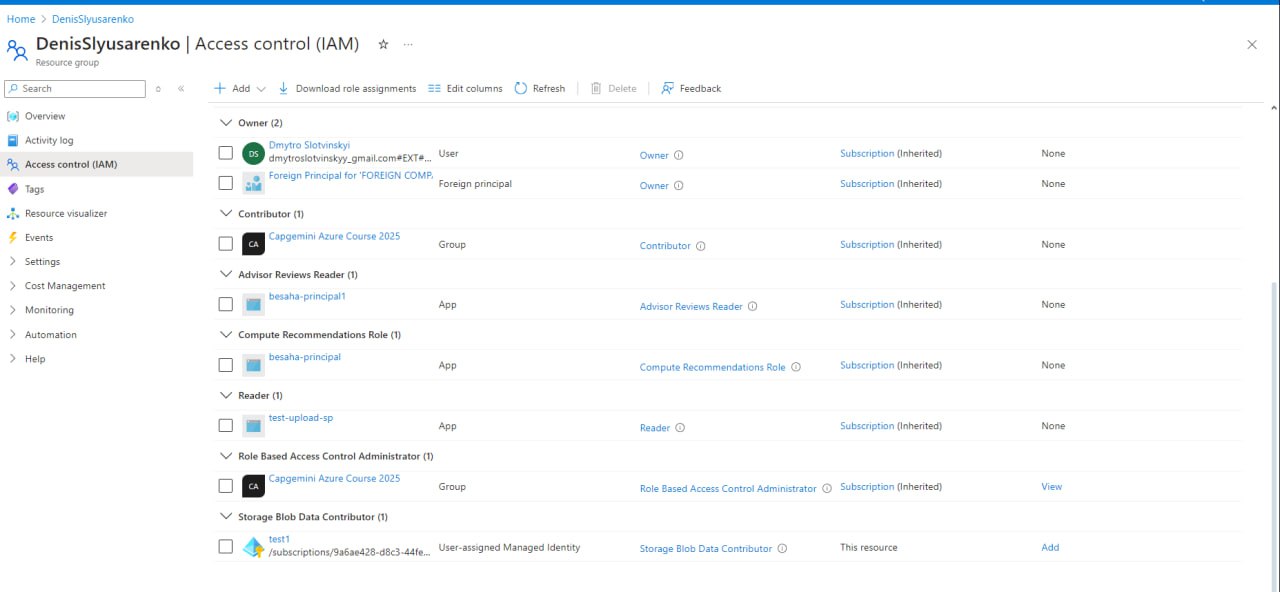 Home > DenisSlyusarenko
DenisSlyusarenko | Access control (IAM) ☆ ...
Resource group
Search
Add
Download role assignments
Edit columns
Refresh
Delete
Feedback
Overview
Activity log
Access control (IAM)
Tags
Resource visualizer
Events
Settings
Cost Management
Monitoring
Automation
Help
Owner (2)
Dmytro Slotvinskyi
DS dmytroslotvinskyy_gmail.com#EXT#... User Owner Subscription (Inherited) None
Foreign Principal for 'FOREIGN COMP Foreign principal Owner Subscription (Inherited) None
Contributor (1)
CA Capgemini Azure Course 2025 Group Contributor Subscription (Inherited) None
Advisor Reviews Reader (1)
besaha-principal1 App Advisor Reviews Reader Subscription (Inherited) None
Compute Recommendations Role (1)
besaha-principal App Compute Recommendations Role Subscription (Inherited) None
Reader (1)
test-upload-sp App Reader Subscription (Inherited) None
Role Based Access Control Administrator (1)
CA Capgemini Azure Course 2025 Group Role Based Access Control Administrator Subscription (Inherited) View
Storage Blob Data Contributor (1)
test1
/subscriptions/9a6ae428-d8c3-44fe... User-assigned Managed Identity Storage Blob Data Contributor This resource Add